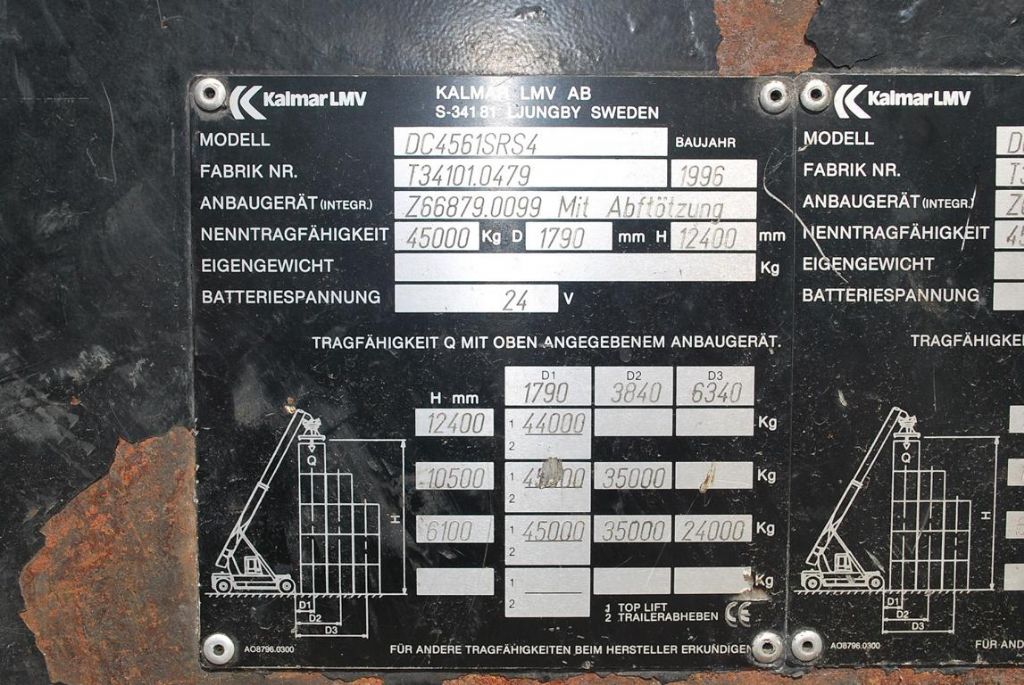 Kalmar LMV
KALMAR LMV AB
S-341 81 LJUNGBY SWEDEN
MODELL DC4561SRS4 BAUJAHR
FABRIK NR. T34101.0479 1996
ANBAUGERÄT (INTEGR.) Z66879.0099 Mit Abftötzung
NENNTRAGFÄHIGKEIT 45000 Kg D 1790 mm H 12400 mm
EIGENGEWICHT Kg
BATTERIESPANNUNG 24 V
TRAGFÄHIGKEIT Q MIT OBEN ANGEGEBENEM ANBAUGERÄT.
D1 D2 D3
H mm 1790 3840 6340
12400 1 44000 Kg
2
10500 1 45000 35000 Kg
2
6100 1 45000 35000 24000 Kg
2
1 Kg
2
Q
H
D1
D2
D3
1 TOP LIFT
2 TRAILERABHEBEN CE
AO8796.0300
FÜR ANDERE TRAGFÄHIGKEITEN BEIM HERSTELLER ERKUNDIGEN
Kalmar LMV
MODELL
FABRIK NR.
ANBAUGERÄT (INTEGR.)
NENNTRAGFÄHIGKEIT
EIGENGEWICHT
BATTERIESPANNUNG
Q
H
D1
D2
D3
AO8796.0300